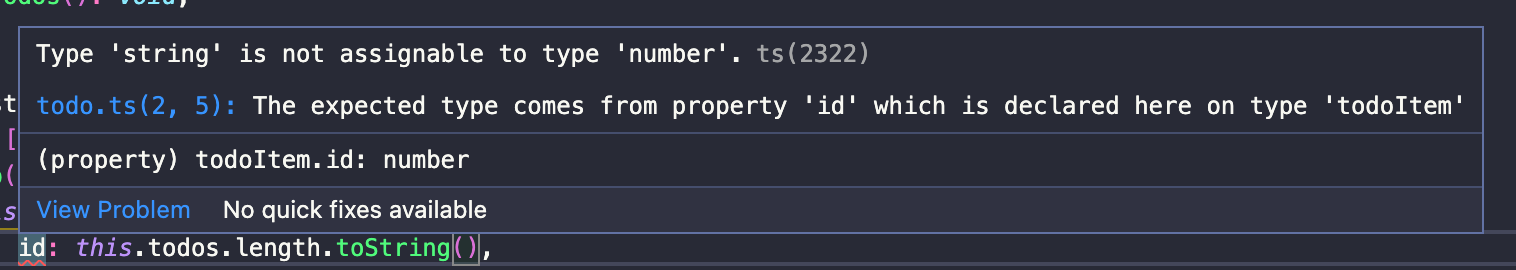 Type 'string' is not assignable to type 'number'. ts(2322)
todo.ts(2, 5): The expected type comes from property 'id' which is declared here on type 'todoItem'
(property) todoItem.id: number
View Problem No quick fixes available
id: this.todos.length.toString(),